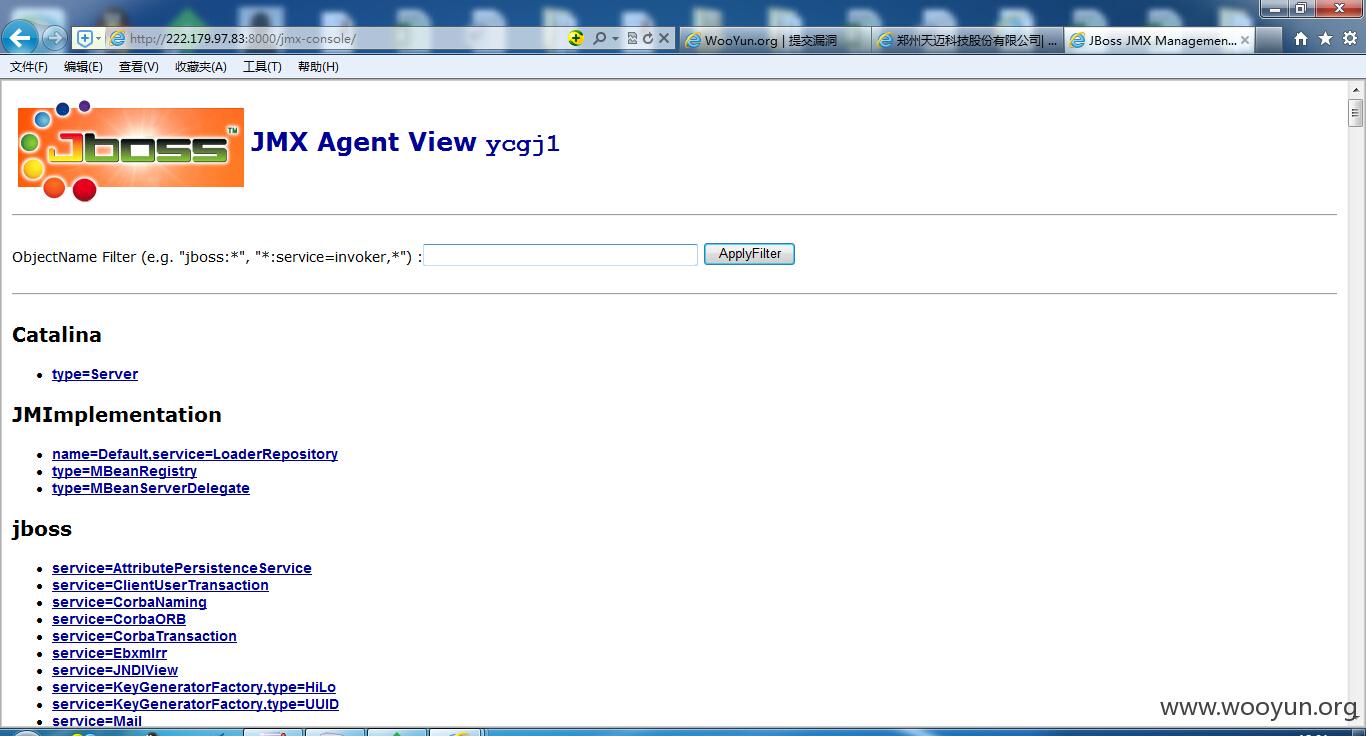 http://222.179.97.83:8000/jmx-console/
WooYun.org | 提交漏洞
郑州天迈科技股份有限公司| ...
JBoss JMX Managemen...
文件(F) 编辑(E) 查看(V) 收藏夹(A) 工具(T) 帮助(H)
Jboss TM
JMX Agent View ycgj1
ObjectName Filter (e.g. "jboss:*", "*:service=invoker,*") :
ApplyFilter
Catalina
type=Server
JMImplementation
name=Default,service=LoaderRepository
type=MBeanRegistry
type=MBeanServerDelegate
jboss
service=AttributePersistenceService
service=ClientUserTransaction
service=CorbaNaming
service=CorbaORB
service=CorbaTransaction
service=EbxmlRr
service=JNDIView
service=KeyGeneratorFactory,type=HiLo
service=KeyGeneratorFactory,type=UUID
service=Mail
www.wooyun.org